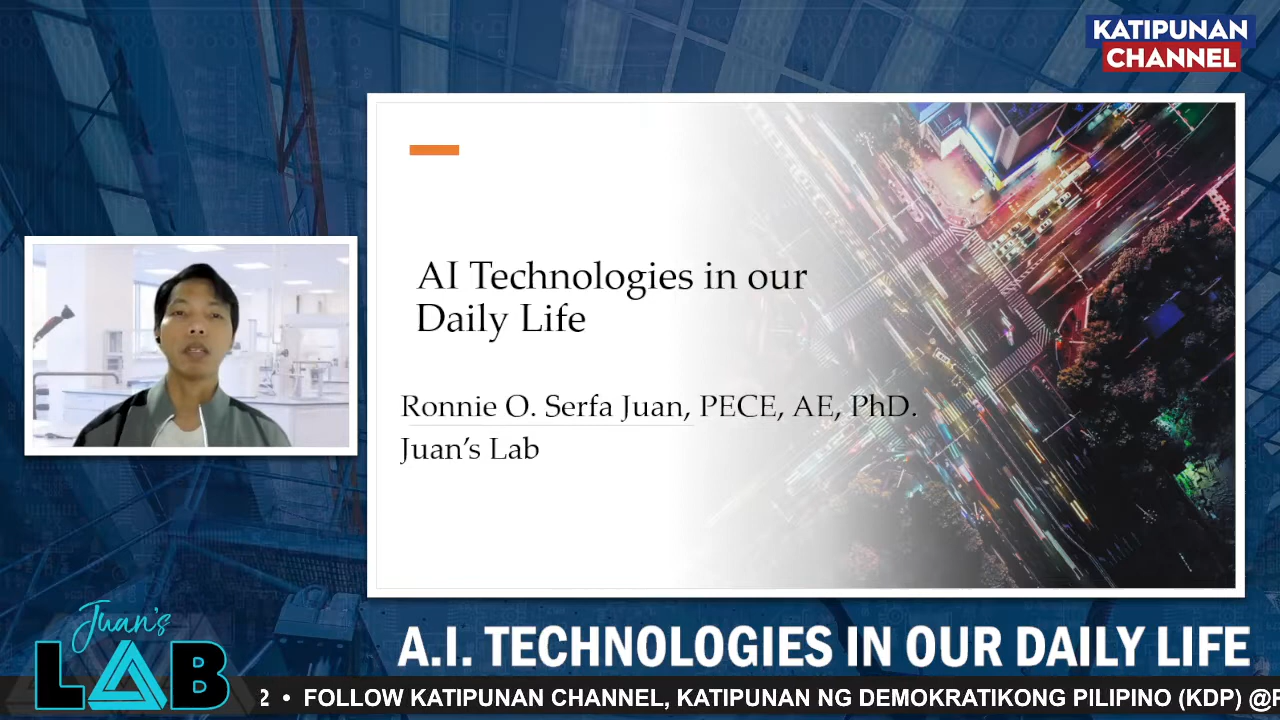 KATIPUNAN
CHANNEL
AI Technologies in our
Daily Life
Ronnie O. Serfa Juan, PECE, AE, PhD.
Juan's Lab
Juan's
LAB
A.I. TECHNOLOGIES IN OUR DAILY LIFE
2 • FOLLOW KATIPUNAN CHANNEL, KATIPUNAN NG DEMOKRATIKONG PILIPINO (KDP)